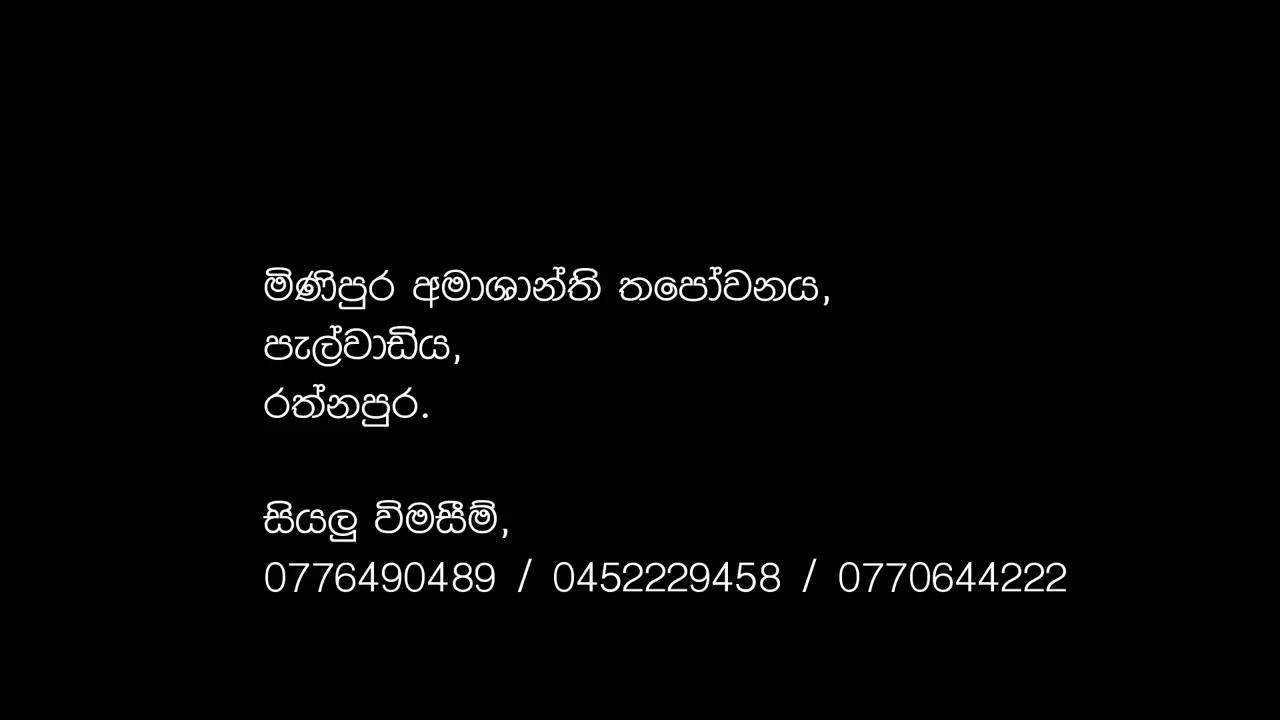 මිණිපුර අමාශාන්ති තපෝවනය,
පැල්වාඩිය,
රත්නපුර.
සියලු විමසීම්,
0776490489 / 0452229458 / 0770644222